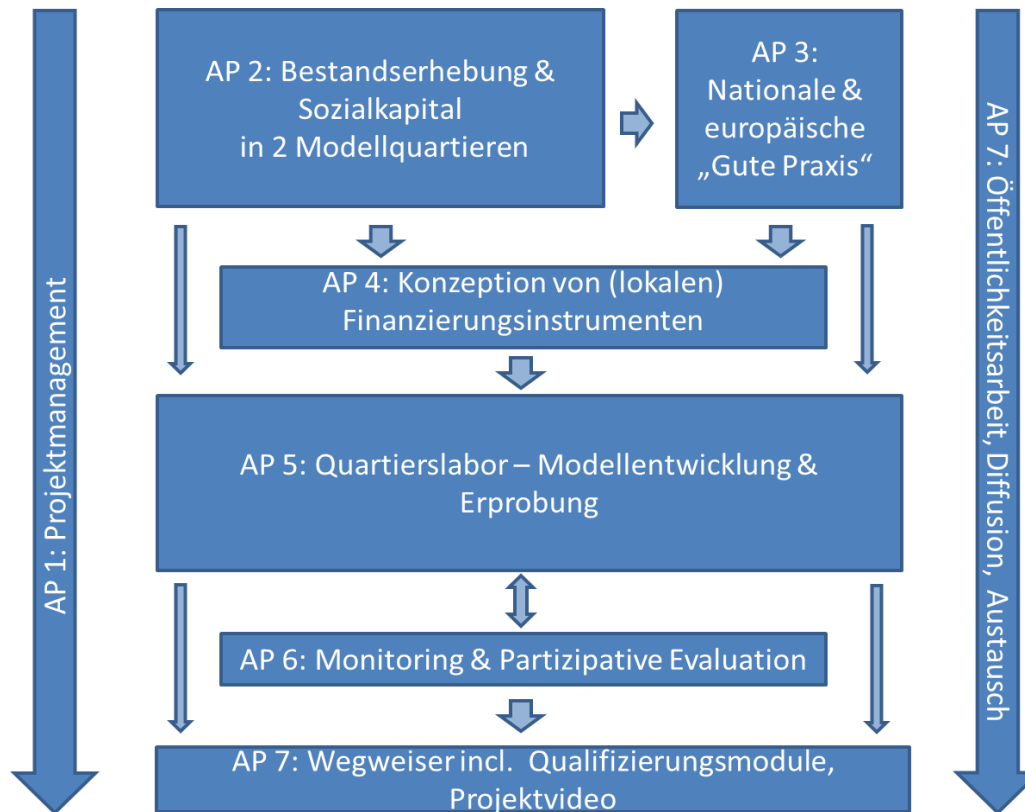 AP 1: Projektmanagement
AP 2: Bestandserhebung &
Sozialkapital
in 2 Modellquartieren
AP 3:
Nationale &
europäische
„Gute Praxis“
AP 4: Konzeption von (lokalen)
Finanzierungsinstrumenten
AP 5: Quartierslabor – Modellentwicklung &
Erprobung
AP 6: Monitoring & Partizipative Evaluation
AP 7: Wegweiser incl. Qualifizierungsmodule,
Projektvideo
AP 7: Öffentlichkeitsarbeit, Diffusion, Austausch